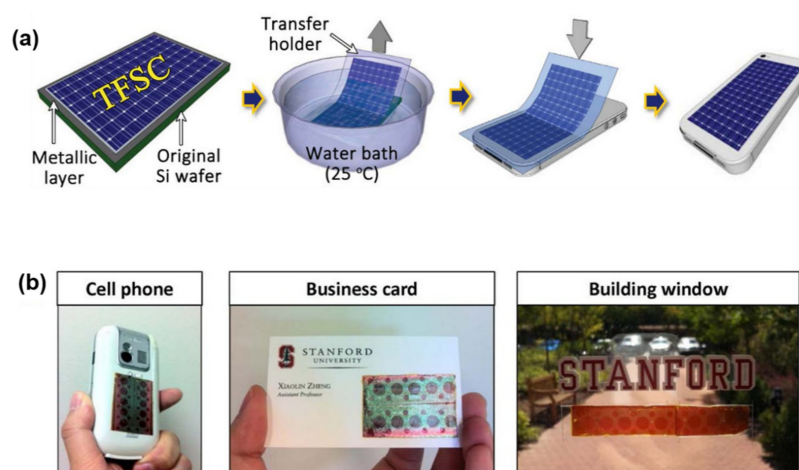 (a)
TFSC
Metallic
layer
Original
Si wafer
Transfer
holder
Water bath
(25 °C)
(b)
Cell phone
Business card
Building window
S
STANFORD
UNIVERSITY
XIAOLIN ZHENG
Assistant Professor
STANFORD